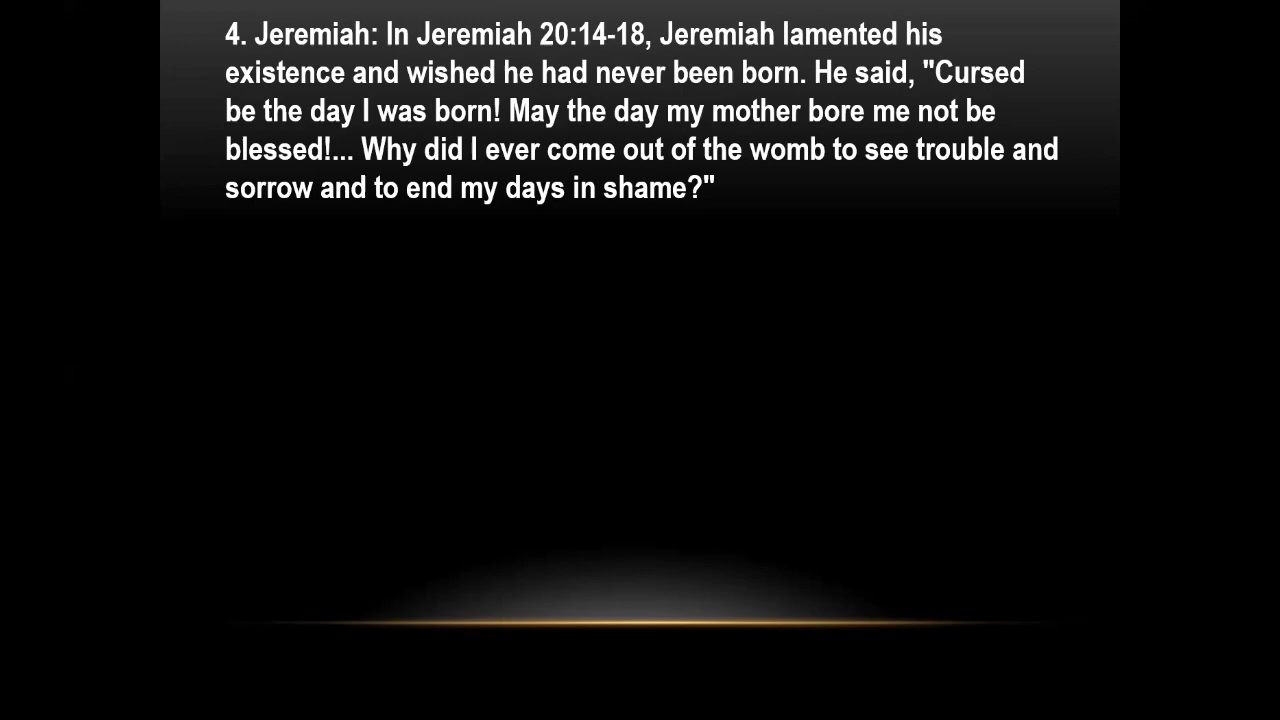 4. Jeremiah: In Jeremiah 20:14-18, Jeremiah lamented his
existence and wished he had never been born. He said, "Cursed
be the day I was born! May the day my mother bore me not be
blessed!... Why did I ever come out of the womb to see trouble and
sorrow and to end my days in shame?"